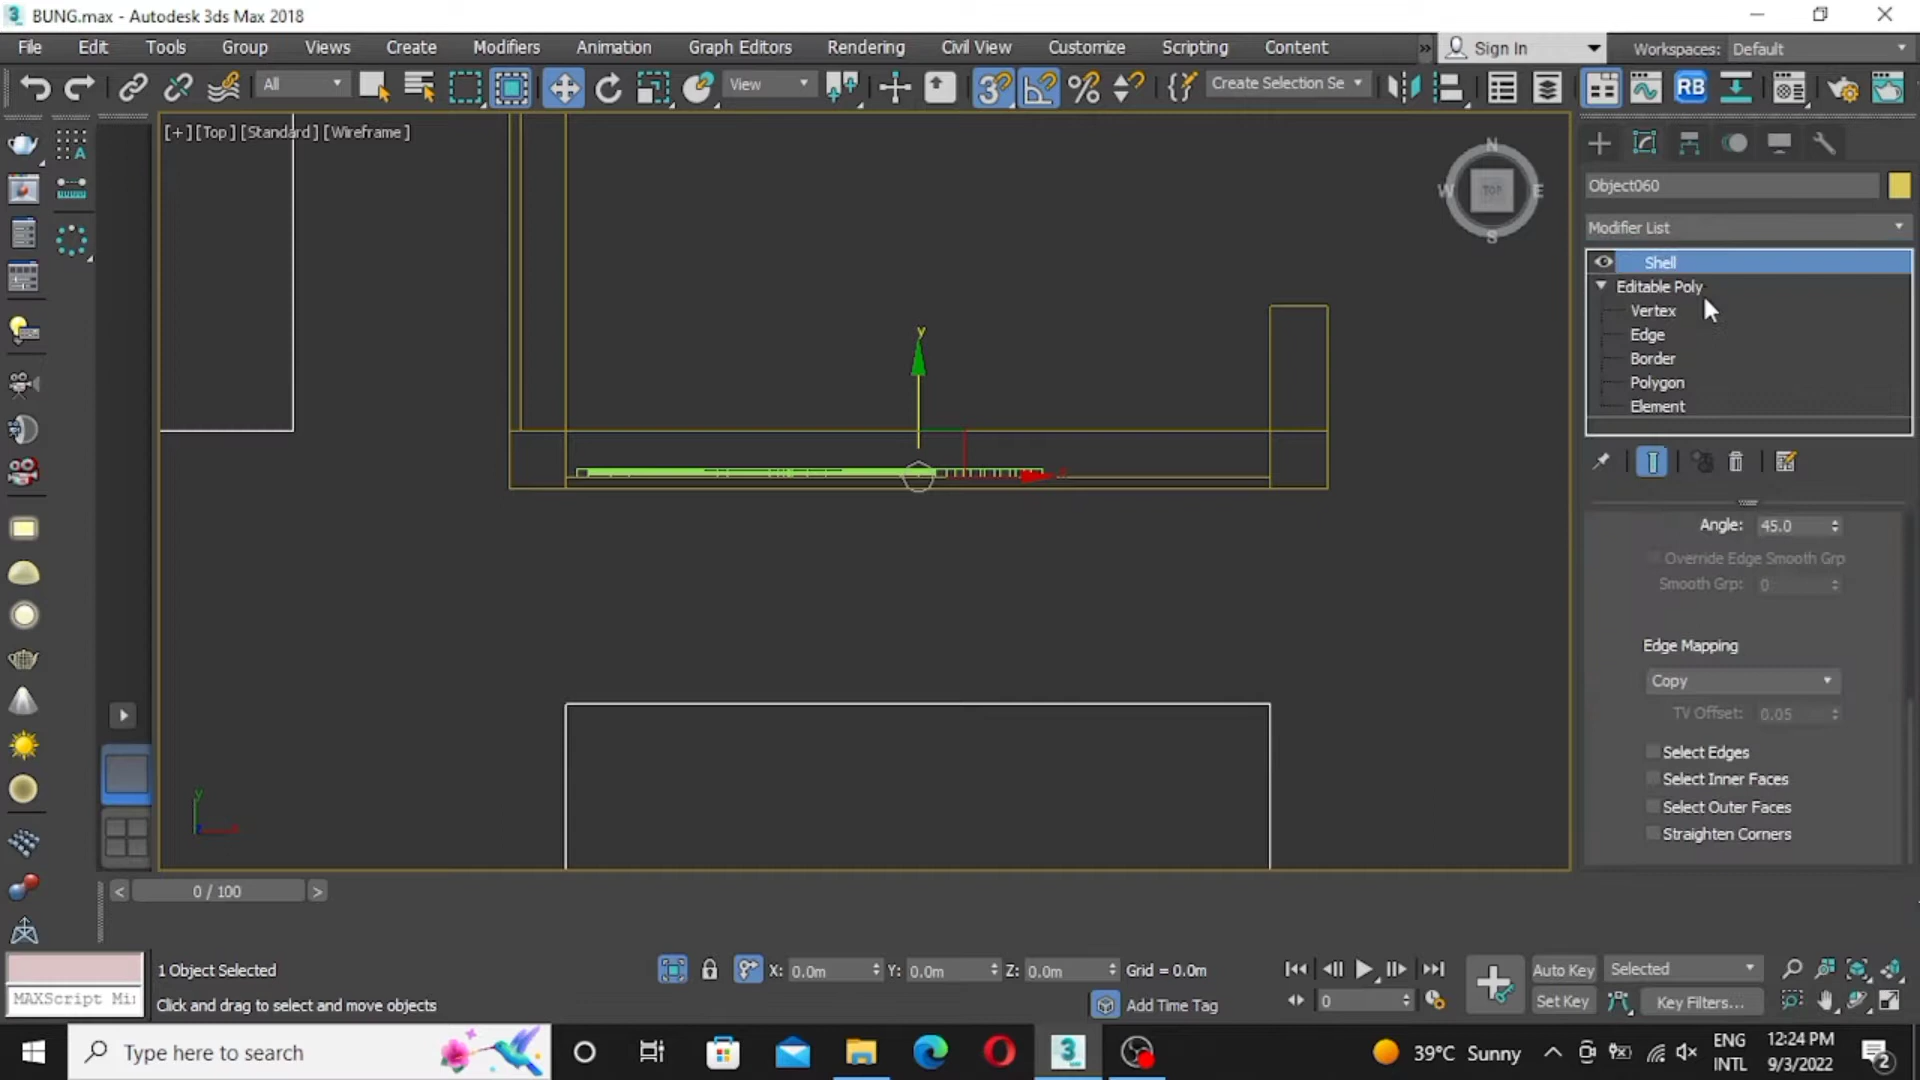 BUNG.max - Autodesk 3ds Max 2018
File Edit Tools Group Views Create Modifiers Animation Graph Editors Rendering Civil View Customize Scripting Content » Sign In Workspaces: Default
All View Create Selection Se RB
[+] [Top] [Standard] [Wireframe]
N
W TOP E
S
Object060
Modifier List
Shell
Editable Poly
Vertex
Edge
Border
Polygon
Element
y
Angle: 45.0
Override Edge Smooth Grp
Smooth Grp: 0
Edge Mapping
Copy
TV Offset: 0.05
Select Edges
Select Inner Faces
Select Outer Faces
Straighten Corners
y
< 0 / 100 >
1 Object Selected X: 0.0m Y: 0.0m Z: 0.0m Grid = 0.0m Auto Key Selected
MAXScript Mi: Click and drag to select and move objects Add Time Tag 0 Set Key Key Filters...
Type here to search 39°C Sunny ENG 12:24 PM
INTL 9/3/2022 2